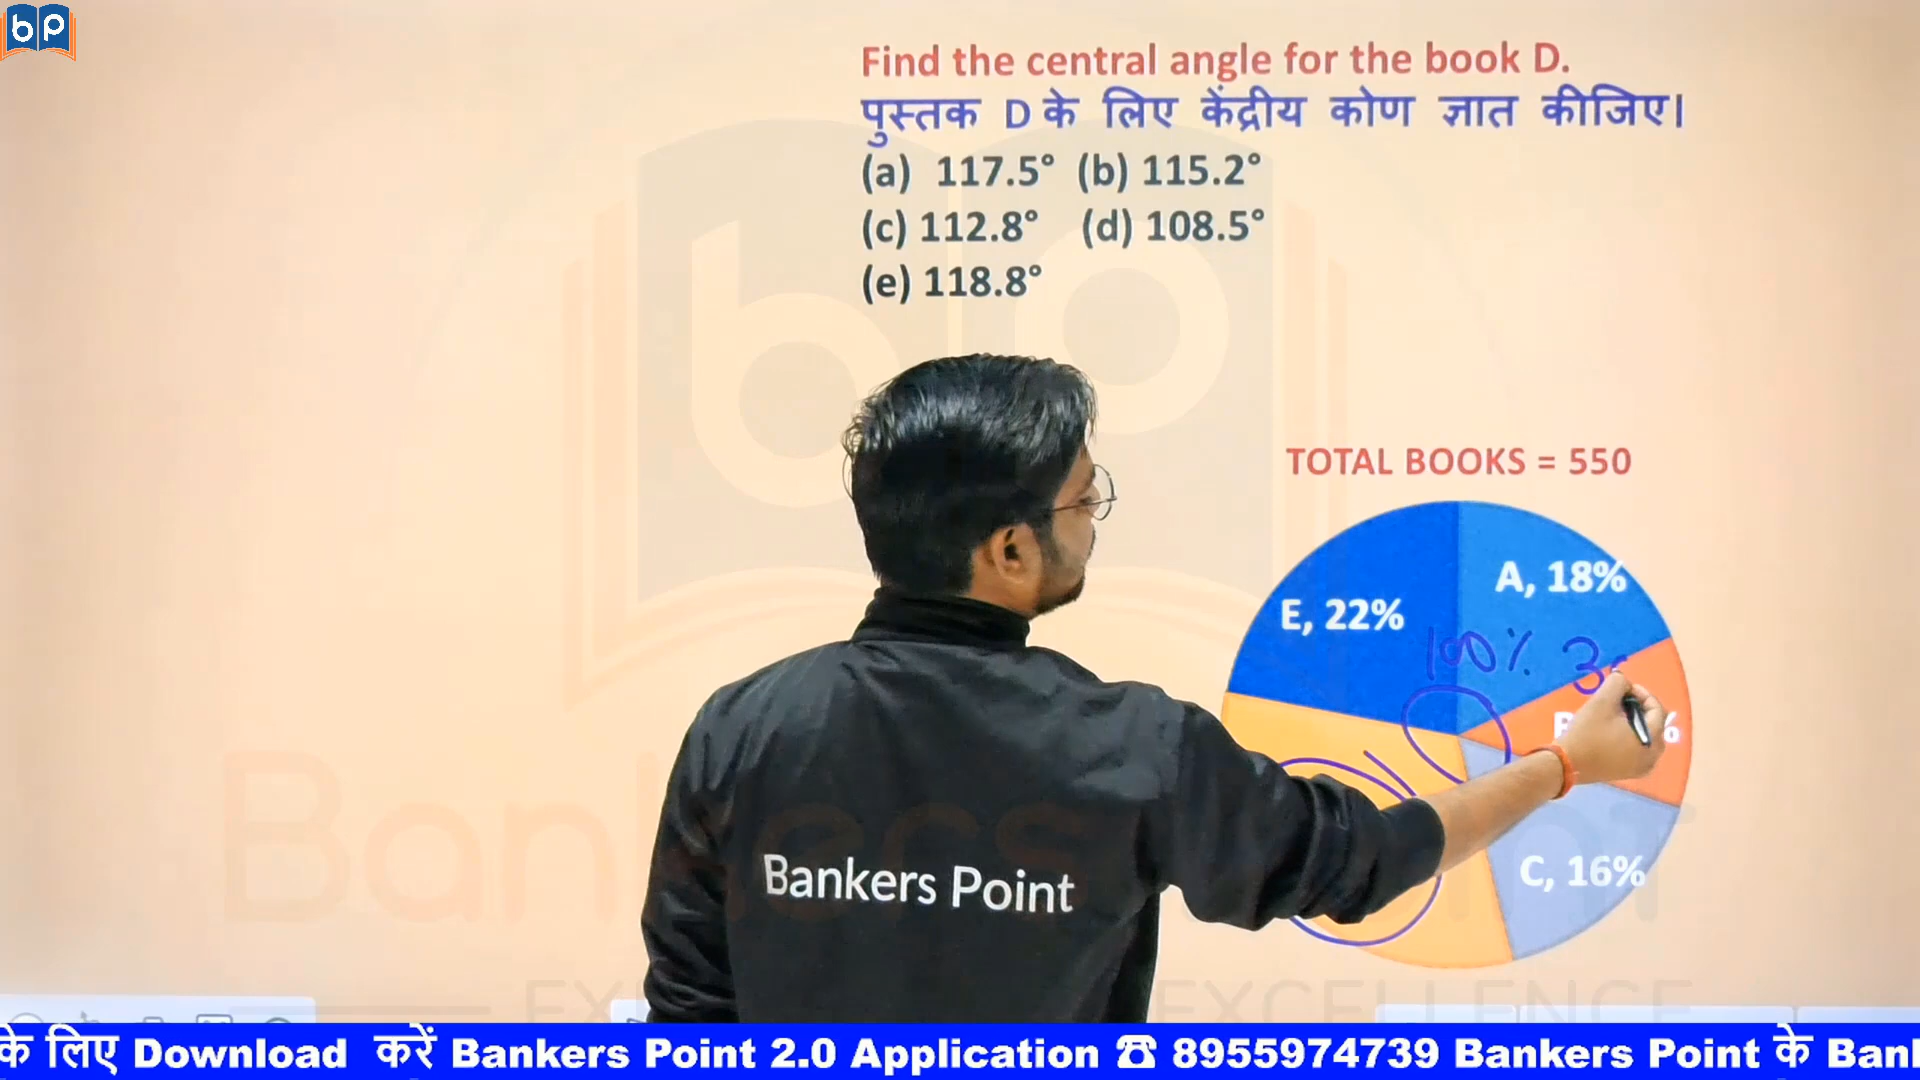 bp
Find the central angle for the book D.
पुस्तक D के लिए केंद्रीय कोण ज्ञात कीजिए।
(a) 117.5° (b) 115.2°
(c) 112.8° (d) 108.5°
(e) 118.8°
TOTAL BOOKS = 550
A, 18%
E, 22%
100% 3
C, 16%
Bankers Point
के लिए Download करें Bankers Point 2.0 Application ☎ 8955974739 Bankers Point के